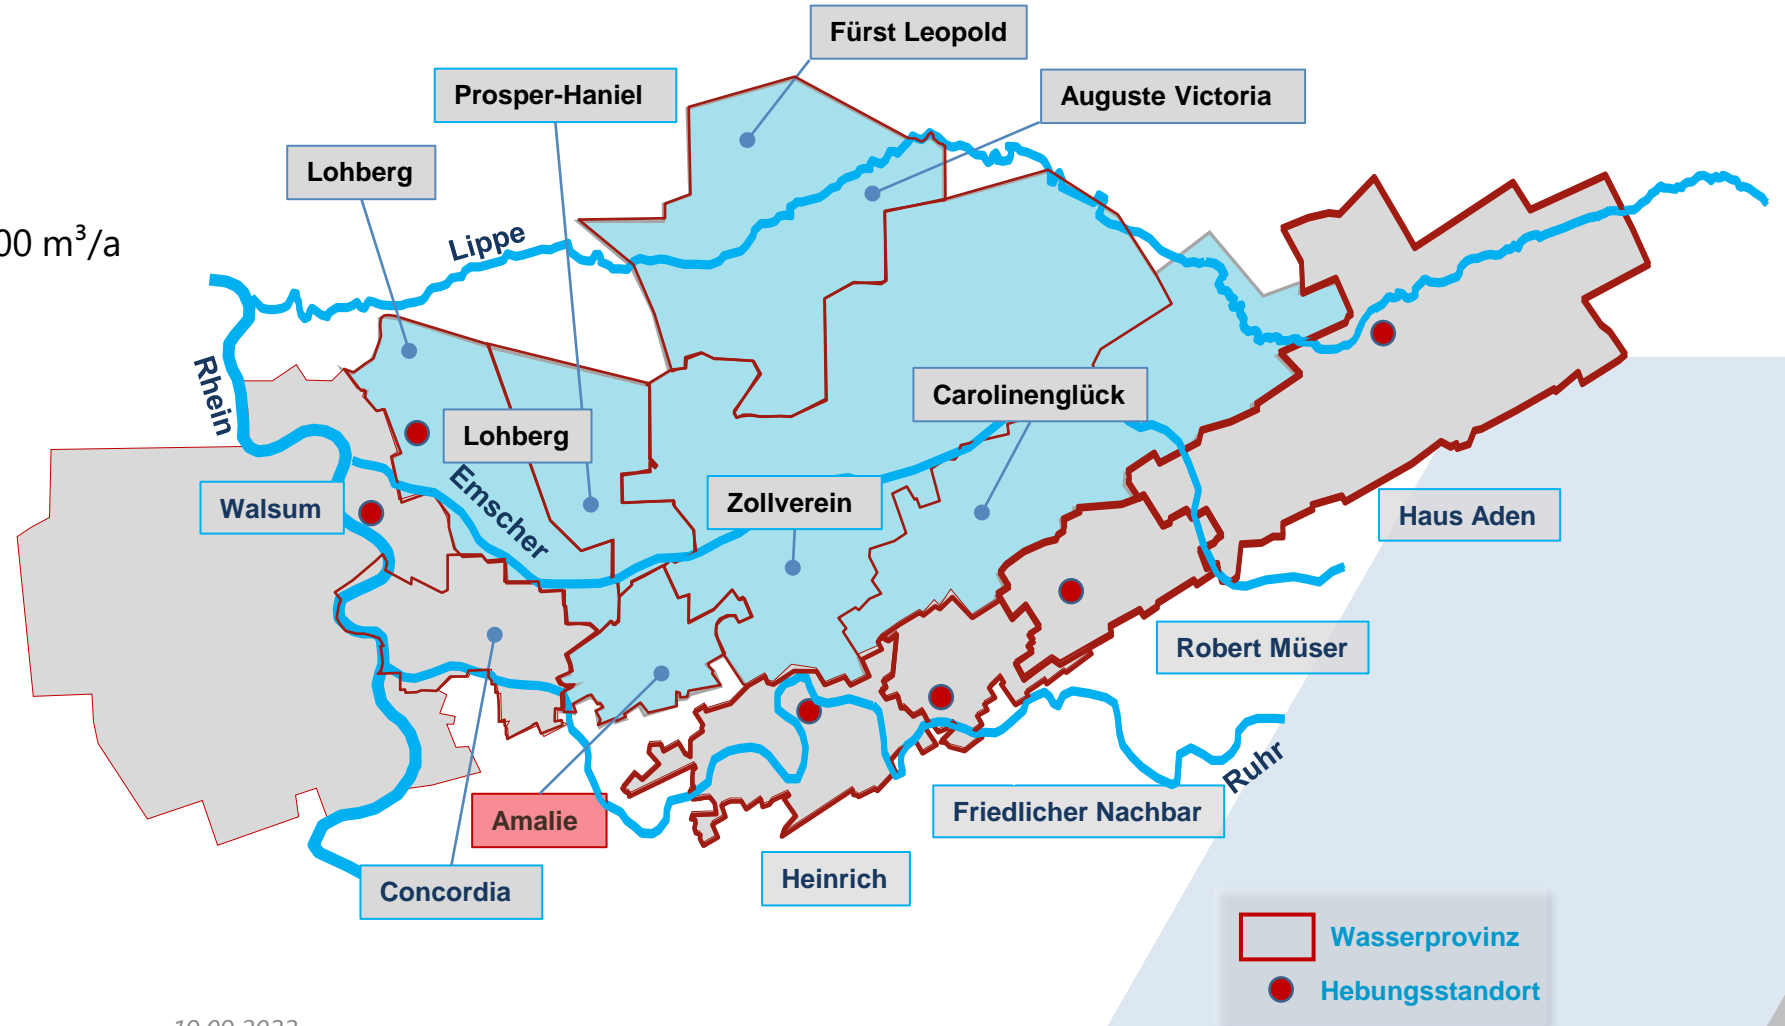 Fürst Leopold
Prosper-Haniel
Auguste Victoria
Lohberg
00 m³/a
Lippe
Rhein
Carolinenglück
Lohberg
Emscher
Zollverein
Walsum
Haus Aden
Robert Müser
Ruhr
Friedlicher Nachbar
Amalie
Heinrich
Concordia
Wasserprovinz
Hebungsstandort